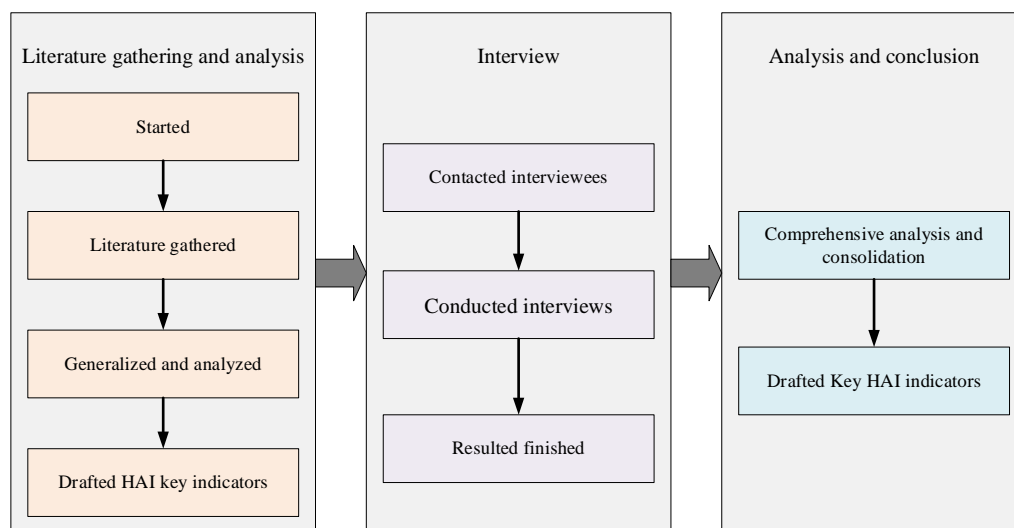 Literature gathering and analysis
Started
Literature gathered
Generalized and analyzed
Drafted HAI key indicators
Interview
Contacted interviewees
Conducted interviews
Resulted finished
Analysis and conclusion
Comprehensive analysis and
consolidation
Drafted Key HAI indicators